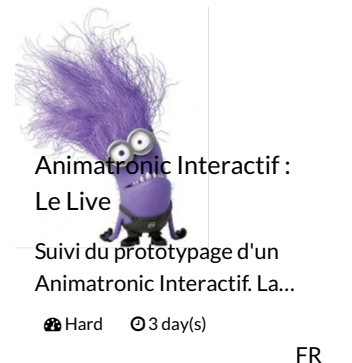 Animatronic Interactif :
Le Live
Suivi du prototypage d'un
Animatronic Interactif. La...
Hard 3 day(s)
FR